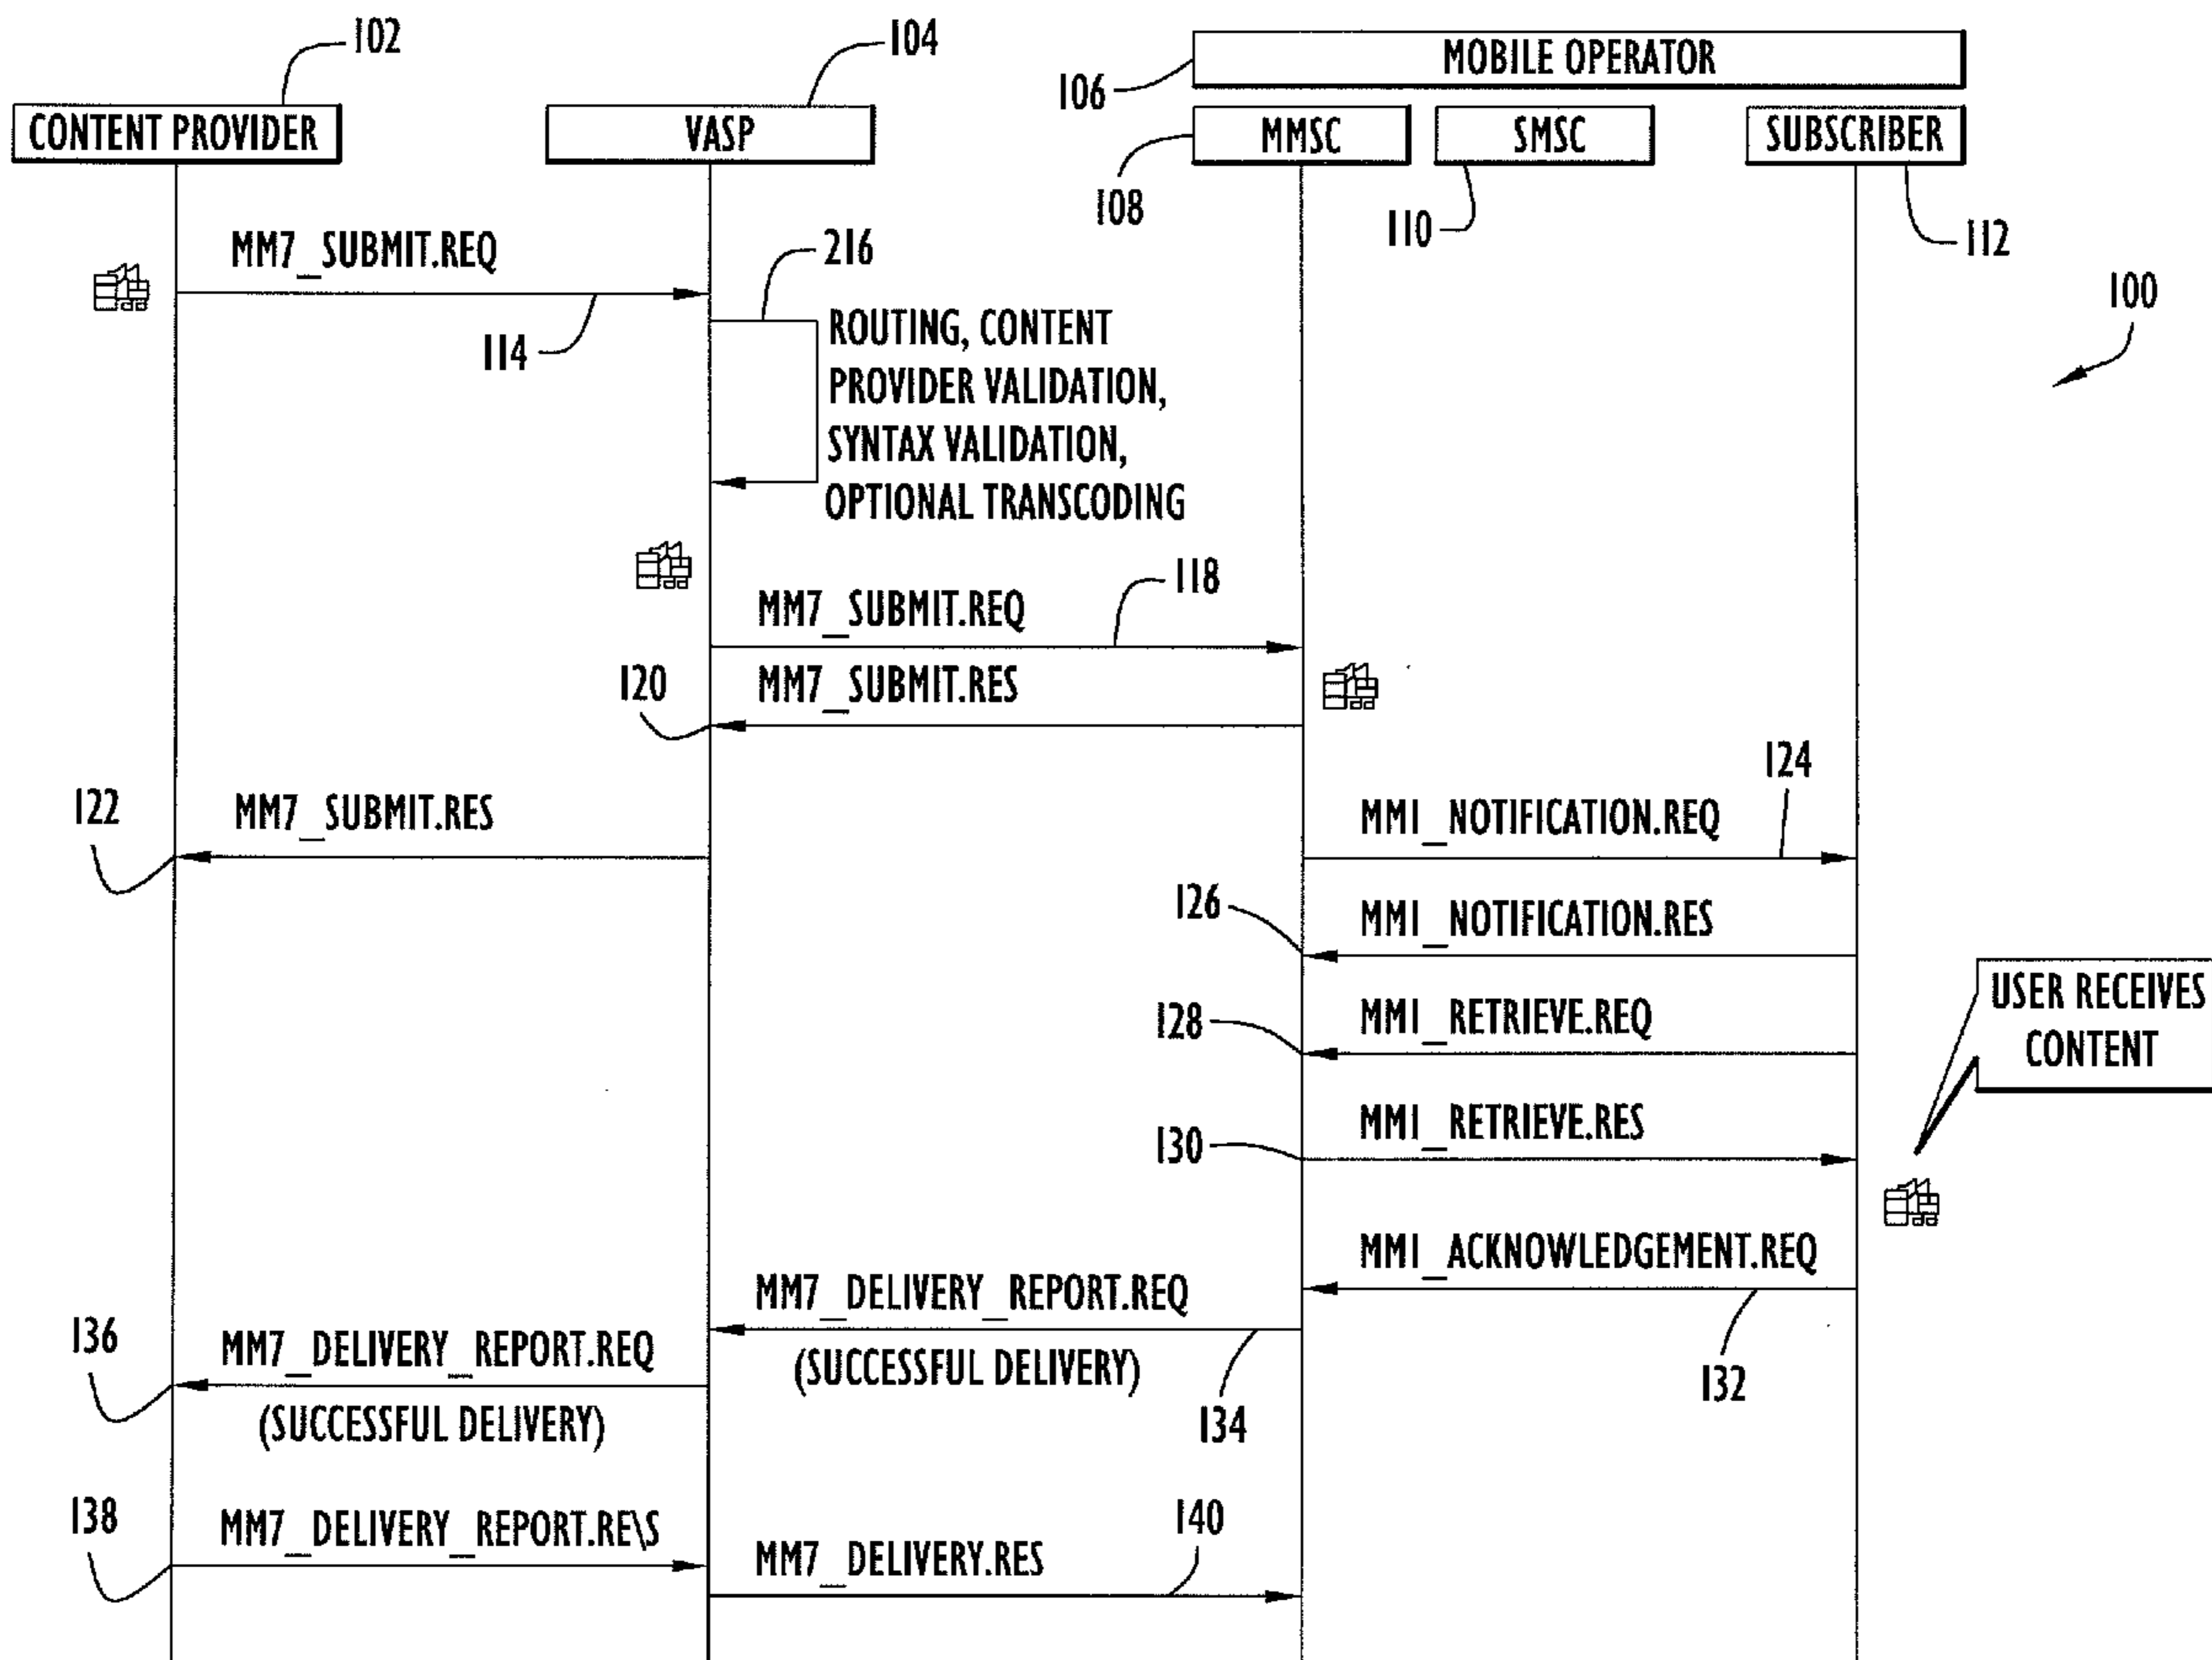 102
104
MOBILE OPERATOR
106
CONTENT PROVIDER
VASP
MMSC
SMSC
SUBSCRIBER
108
110
112
MM7_SUBMIT.REQ
216
100
114
ROUTING, CONTENT
PROVIDER VALIDATION,
SYNTAX VALIDATION,
OPTIONAL TRANSCODING
118
MM7_SUBMIT.REQ
120
MM7_SUBMIT.RES
124
122
MM7_SUBMIT.RES
MM1_NOTIFICATION.REQ
126
MM1_NOTIFICATION.RES
USER RECEIVES
CONTENT
128
MM1_RETRIEVE.REQ
130
MM1_RETRIEVE.RES
MM1_ACKNOWLEDGEMENT.REQ
MM7_DELIVERY_REPORT.REQ
(SUCCESSFUL DELIVERY)
132
134
136
MM7_DELIVERY_REPORT.REQ
(SUCCESSFUL DELIVERY)
138
MM7_DELIVERY_REPORT.RE\S
140
MM7_DELIVERY.RES